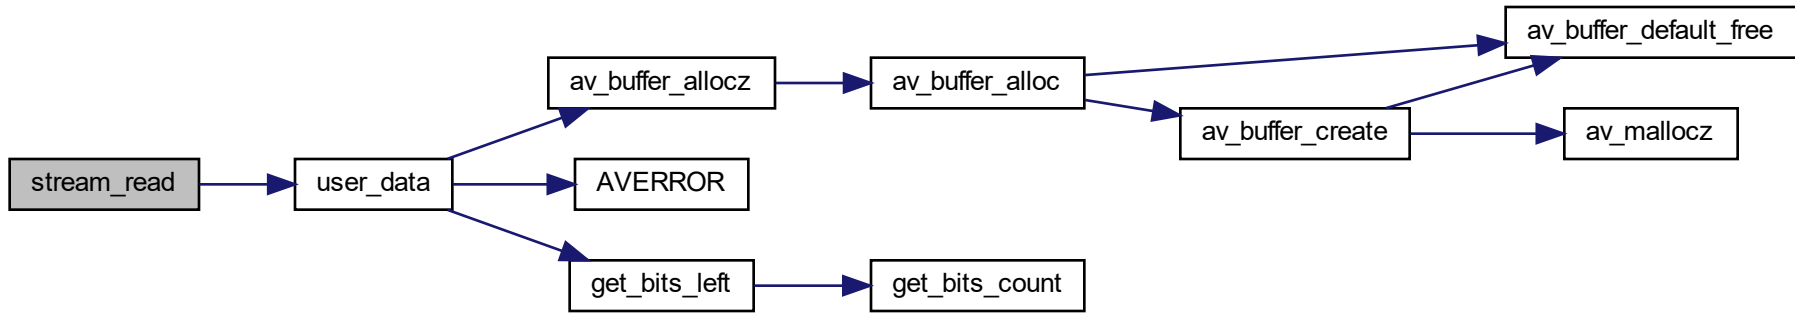 stream_read
user_data
av_buffer_allocz
AVERROR
get_bits_left
av_buffer_alloc
get_bits_count
av_buffer_create
av_buffer_default_free
av_mallocz